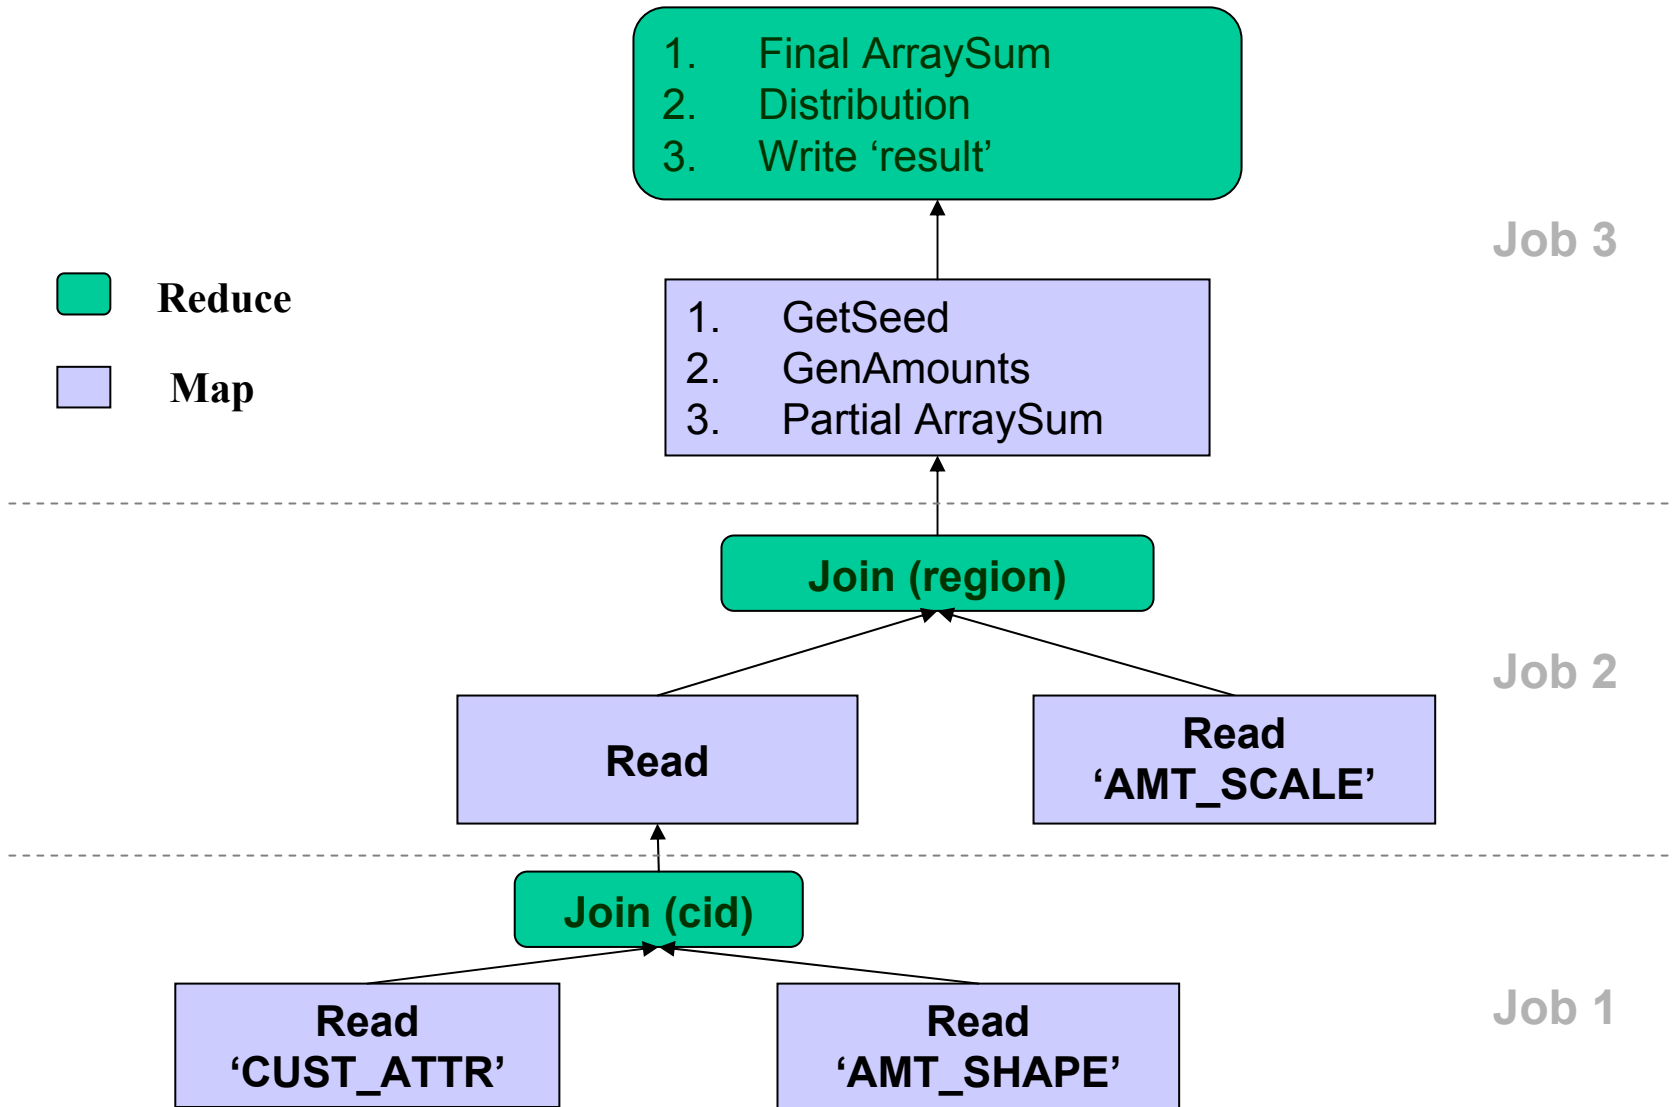 1. Final ArraySum
2. Distribution
3. Write ‘result’
Job 3
Reduce
Map
1. GetSeed
2. GenAmounts
3. Partial ArraySum
Join (region)
Job 2
Read
Read
‘AMT_SCALE’
Join (cid)
Job 1
Read
‘CUST_ATTR’
Read
‘AMT_SHAPE’